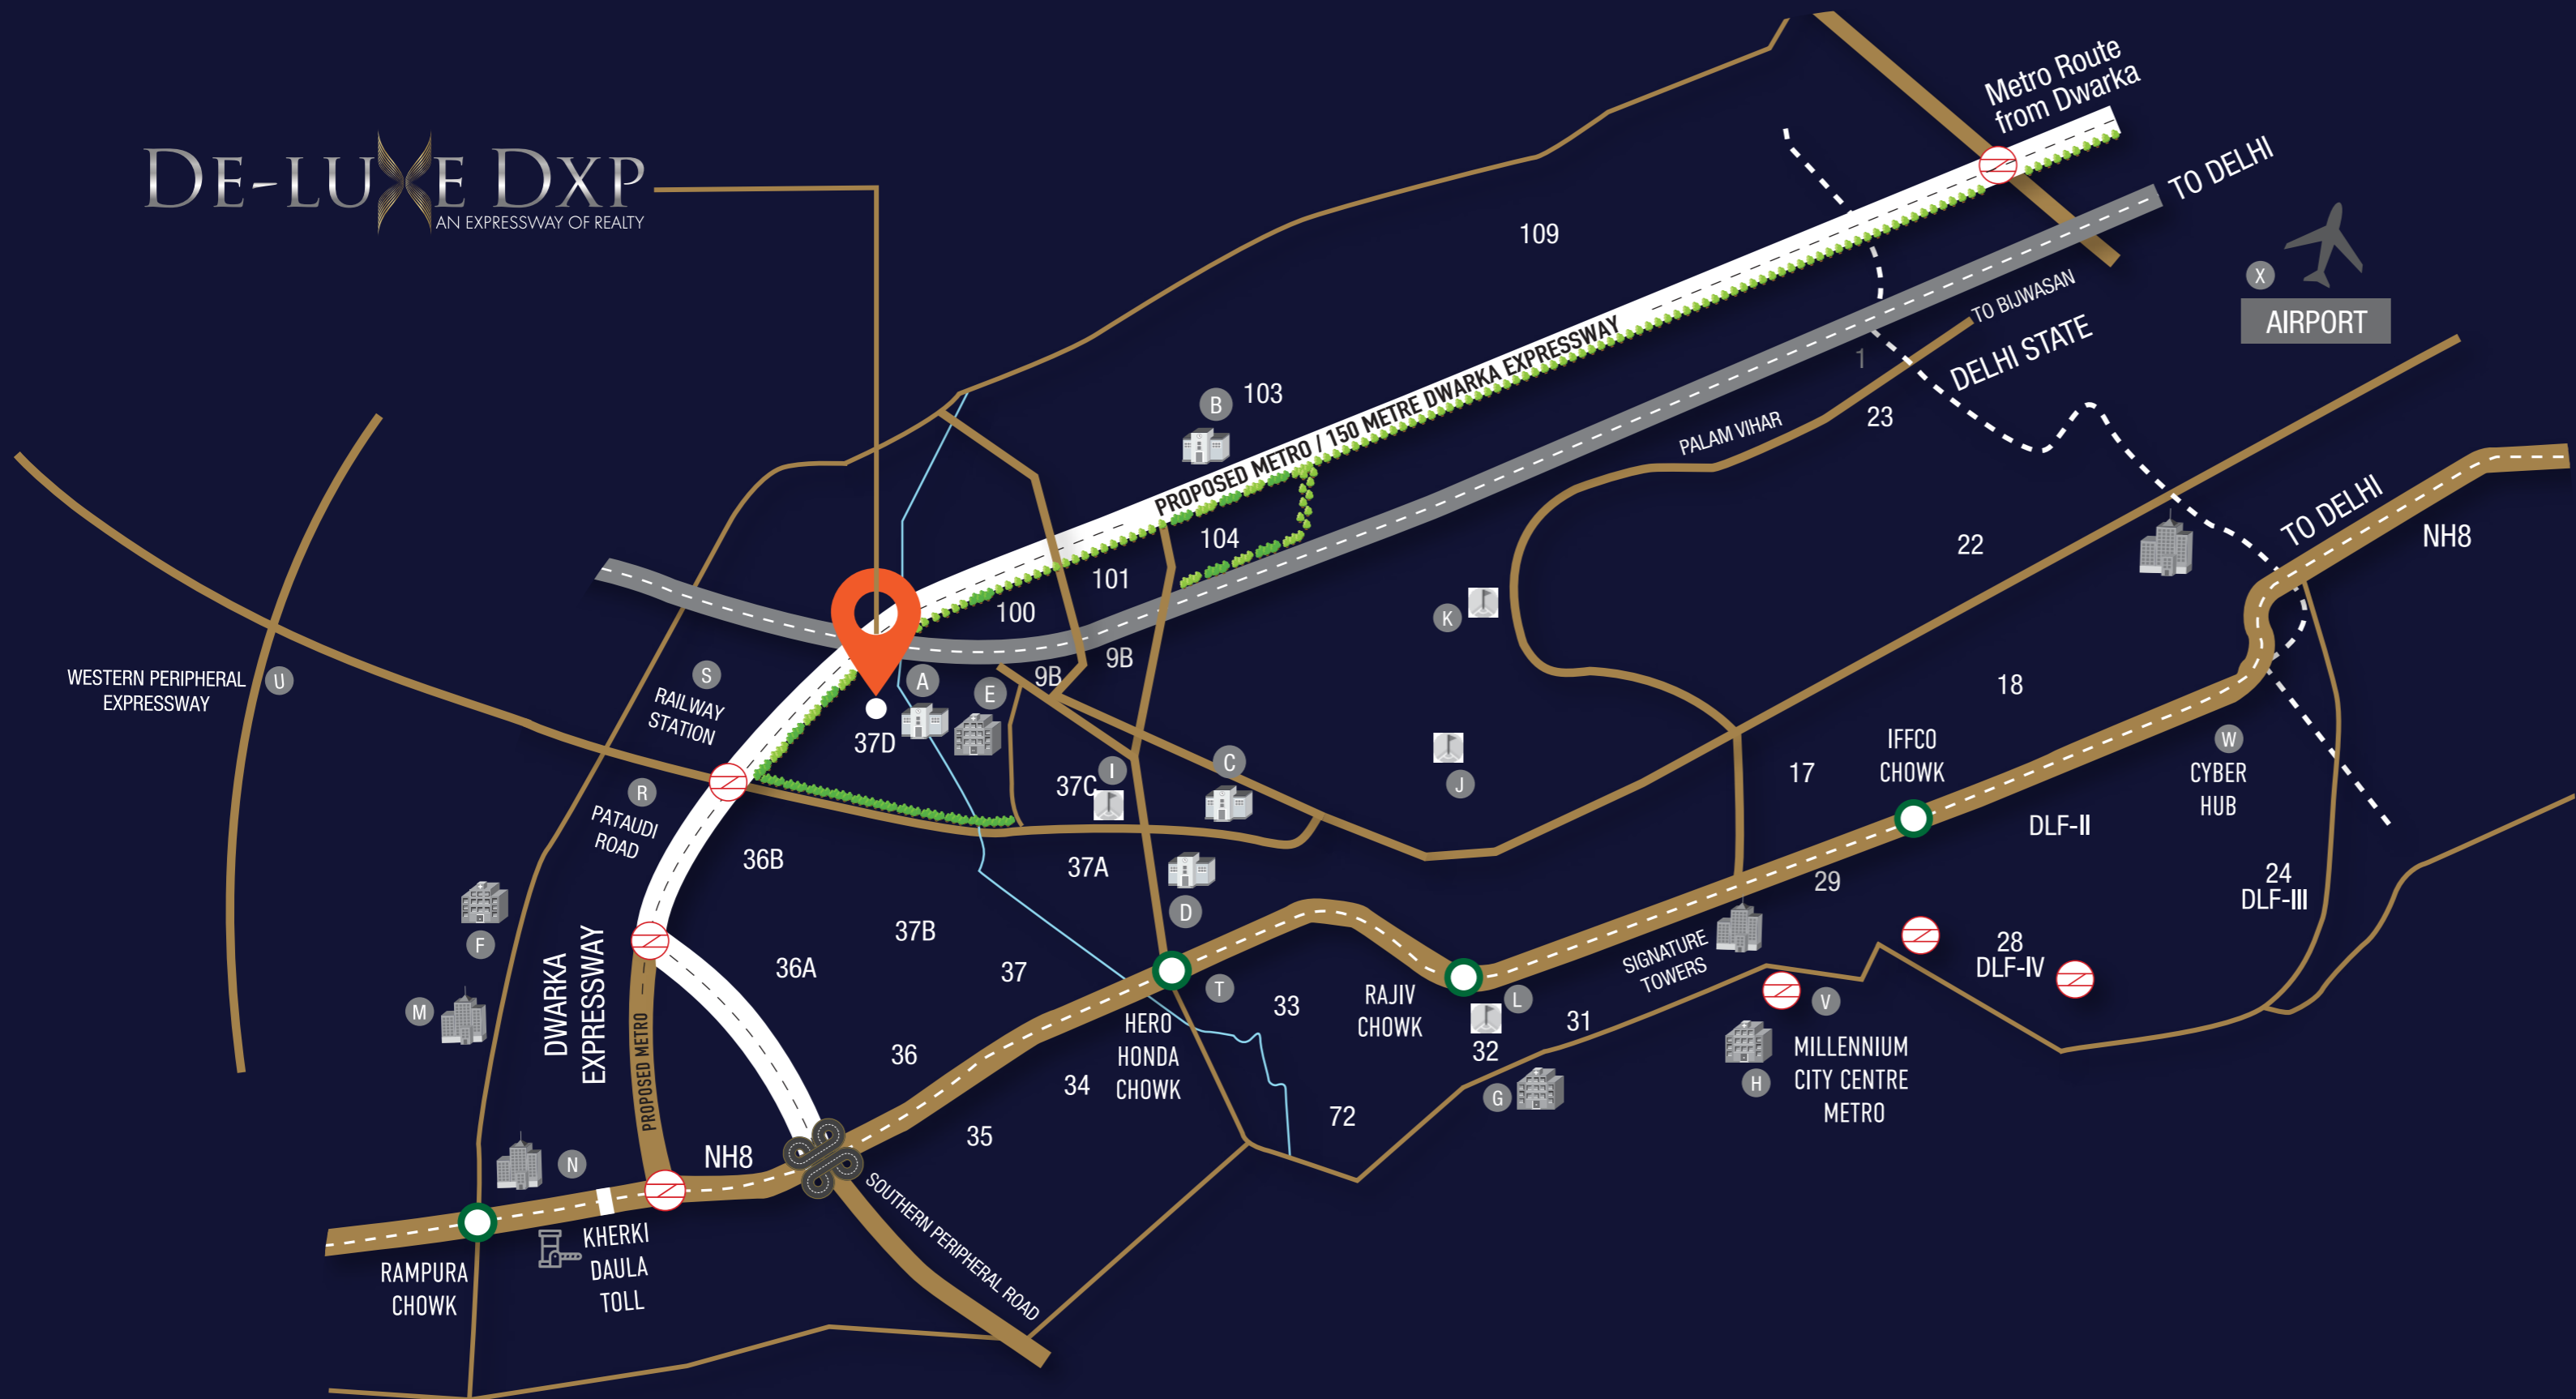 DE-LUXE DXP
AN EXPRESSWAY OF REALTY
Metro Route
from Dwarka
TO DELHI
X
AIRPORT
109
TO BIJWASAN
DELHI STATE
1
B
103
PROPOSED METRO / 150 METRE DWARKA EXPRESSWAY
23
PALAM VIHAR
TO DELHI
NH8
104
22
101
100
K
9B
9B
WESTERN PERIPHERAL
EXPRESSWAY
U
S
RAILWAY
STATION
A
E
18
37D
IFFCO
CHOWK
W
CYBER
HUB
I
C
J
37C
17
R
PATAUDI
ROAD
DLF-II
36B
37A
29
24
DLF-III
D
F
37B
28
DLF-IV
SIGNATURE
TOWERS
36A
37
DWARKA
EXPRESSWAY
M
T
33
RAJIV
CHOWK
L
31
V
HERO
HONDA
CHOWK
32
MILLENNIUM
CITY CENTRE
METRO
H
G
PROPOSED METRO
36
34
72
35
NH8
N
SOUTHERN PERIPHERAL ROAD
KHERKI
DAULA
TOLL
RAMPURA
CHOWK